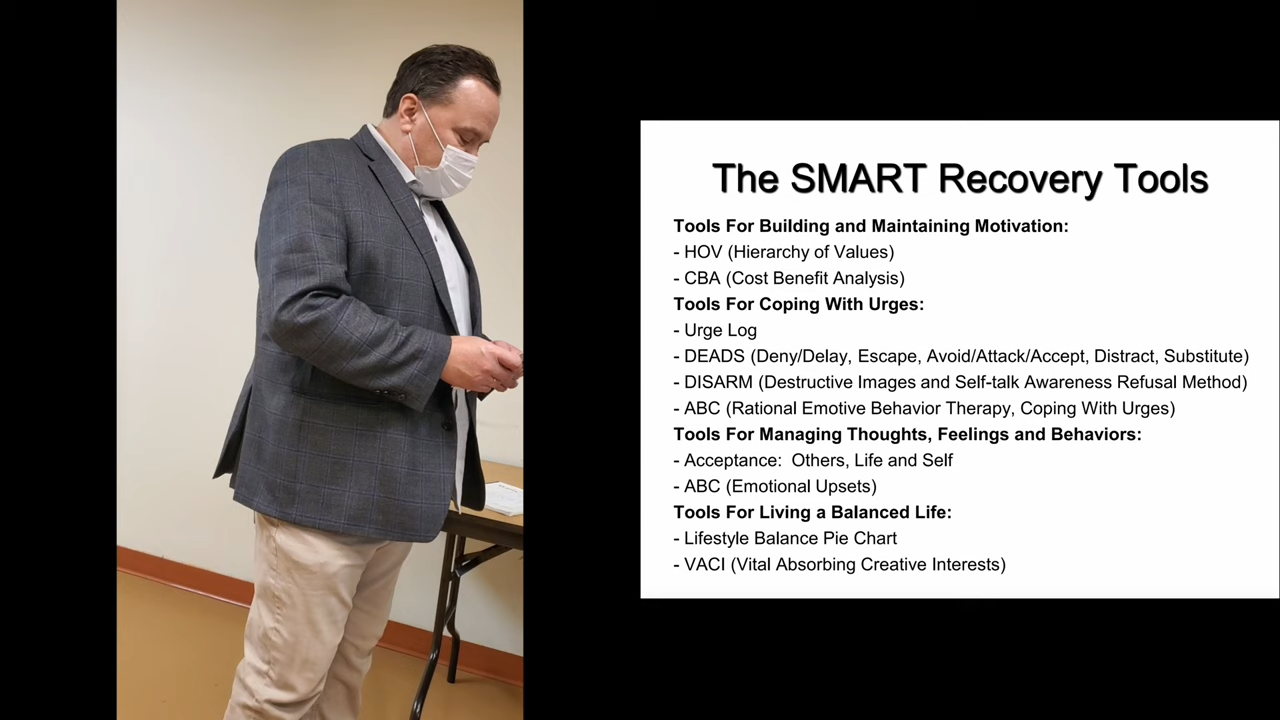 The SMART Recovery Tools
Tools For Building and Maintaining Motivation:
- HOV (Hierarchy of Values)
- CBA (Cost Benefit Analysis)
Tools For Coping With Urges:
- Urge Log
- DEADS (Deny/Delay, Escape, Avoid/Attack/Accept, Distract, Substitute)
- DISARM (Destructive Images and Self-talk Awareness Refusal Method)
- ABC (Rational Emotive Behavior Therapy, Coping With Urges)
Tools For Managing Thoughts, Feelings and Behaviors:
- Acceptance:  Others, Life and Self
- ABC (Emotional Upsets)
Tools For Living a Balanced Life:
- Lifestyle Balance Pie Chart
- VACI (Vital Absorbing Creative Interests)